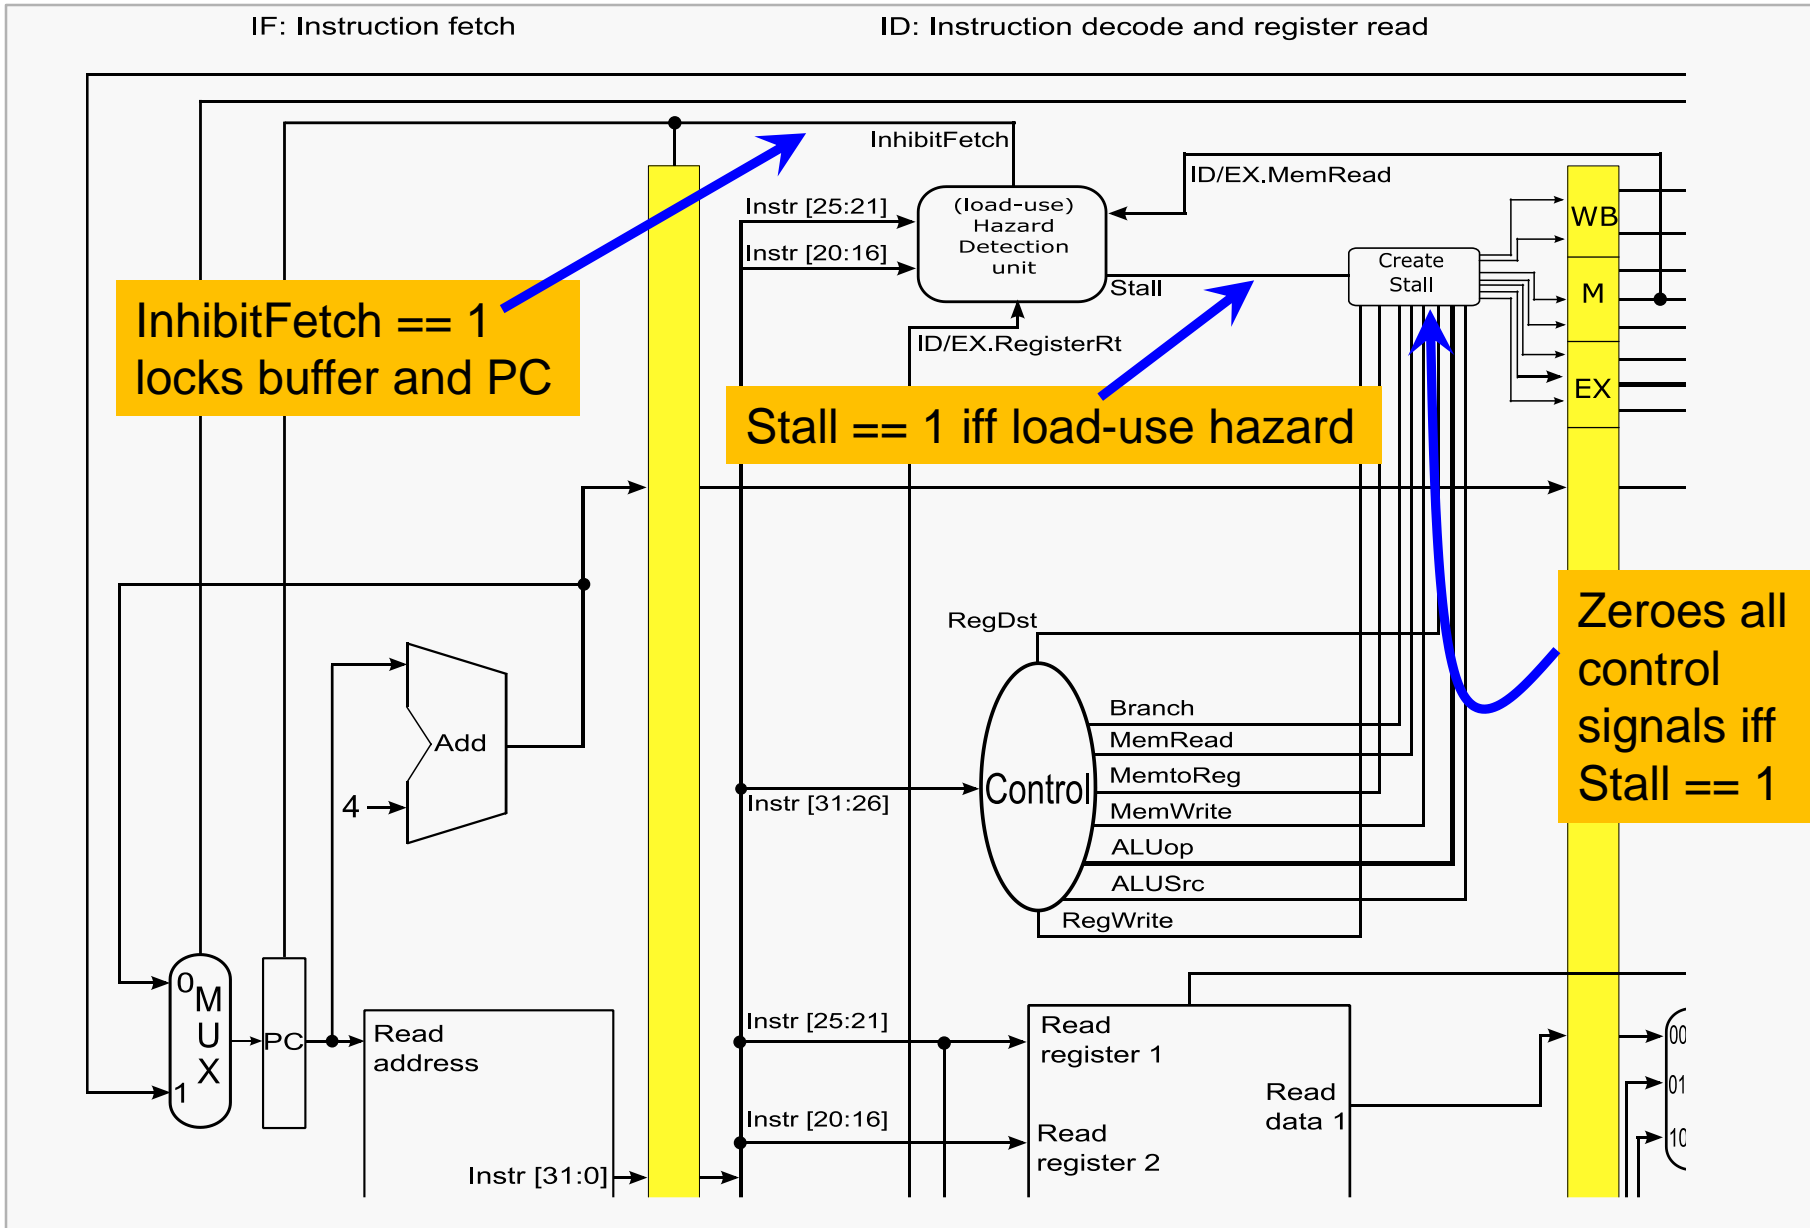 IF: Instruction fetch
ID: Instruction decode and register read
InhibitFetch
ID/EX.MemRead
Instr [25:21]
Instr [20:16]
(load-use)
Hazard
Detection
unit
Stall
ID/EX.RegisterRt
Create
Stall
WB
M
EX
InhibitFetch == 1
locks buffer and PC
Stall == 1 iff load-use hazard
Zeroes all
control
signals iff
Stall == 1
RegDst
Branch
MemRead
MemtoReg
MemWrite
ALUop
ALUSrc
RegWrite
Control
Instr [31:26]
Add
4
0
M
U
X
1
PC
Read
address
Instr [31:0]
Instr [25:21]
Instr [20:16]
Read
register 1
Read
register 2
Read
data 1
00
01
10